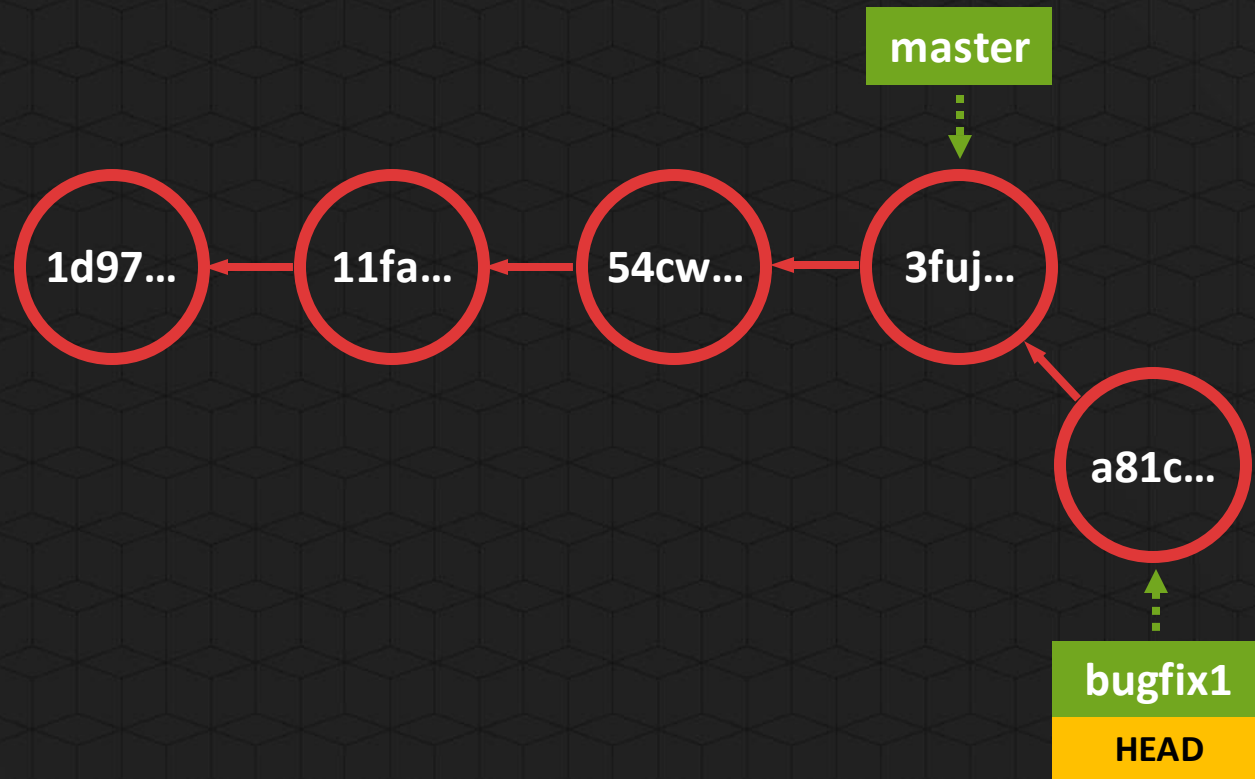 master
1d97…
11fa…
54cw…
3fuj…
a81c…
bugfix1
HEAD